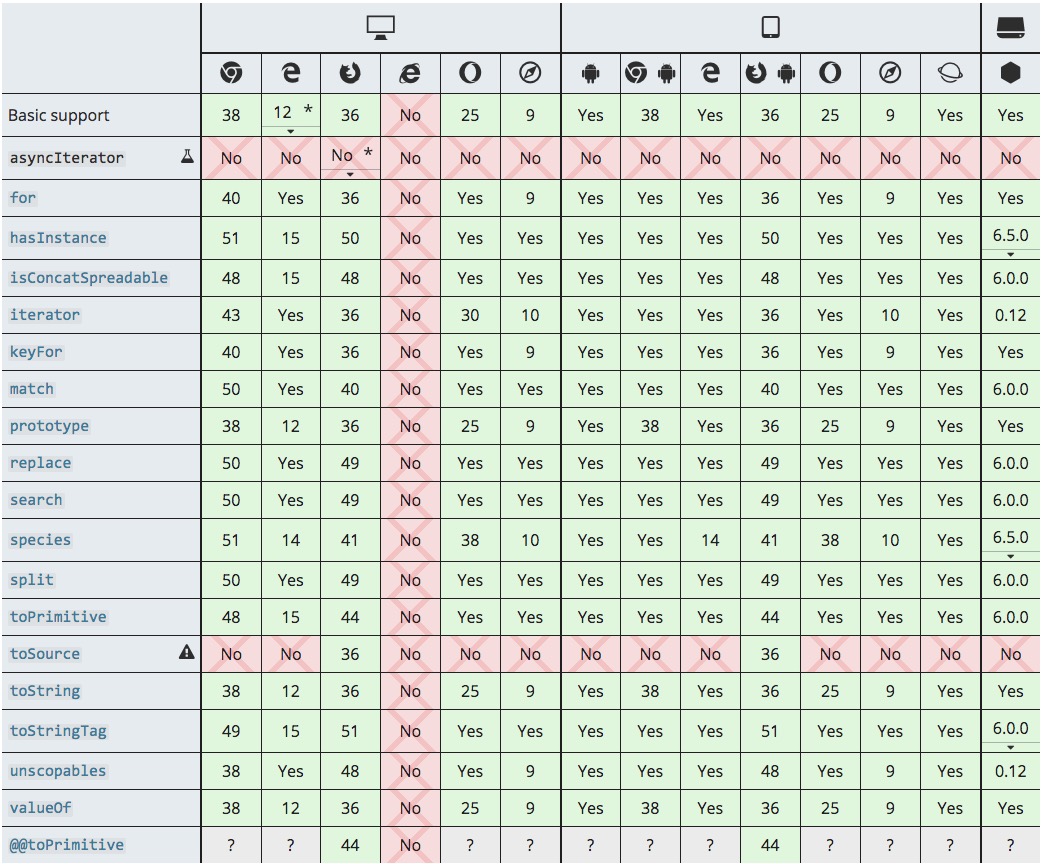 Basic support 38 12 * 36 No 25 9 Yes 38 Yes 36 25 9 Yes Yes
asyncIterator No No No * No No No No No No No No No No No
for 40 Yes 36 No Yes 9 Yes Yes Yes 36 Yes 9 Yes Yes
hasInstance 51 15 50 No Yes Yes Yes Yes Yes 50 Yes Yes Yes 6.5.0
isConcatSpreadable 48 15 48 No Yes Yes Yes Yes Yes 48 Yes Yes Yes 6.0.0
iterator 43 Yes 36 No 30 10 Yes Yes Yes 36 Yes 10 Yes 0.12
keyFor 40 Yes 36 No Yes 9 Yes Yes Yes 36 Yes 9 Yes Yes
match 50 Yes 40 No Yes Yes Yes Yes Yes 40 Yes Yes Yes 6.0.0
prototype 38 12 36 No 25 9 Yes 38 Yes 36 25 9 Yes Yes
replace 50 Yes 49 No Yes Yes Yes Yes Yes 49 Yes Yes Yes 6.0.0
search 50 Yes 49 No Yes Yes Yes Yes Yes 49 Yes Yes Yes 6.0.0
species 51 14 41 No 38 10 Yes Yes 14 41 38 10 Yes 6.5.0
split 50 Yes 49 No Yes Yes Yes Yes Yes 49 Yes Yes Yes 6.0.0
toPrimitive 48 15 44 No Yes Yes Yes Yes Yes 44 Yes Yes Yes 6.0.0
toSource No No 36 No No No No No No 36 No No No No
toString 38 12 36 No 25 9 Yes 38 Yes 36 25 9 Yes Yes
toStringTag 49 15 51 No Yes Yes Yes Yes Yes 51 Yes Yes Yes 6.0.0
unscopables 38 Yes 48 No Yes 9 Yes Yes Yes 48 Yes 9 Yes 0.12
valueOf 38 12 36 No 25 9 Yes 38 Yes 36 25 9 Yes Yes
@@toPrimitive ? ? 44 No ? ? ? ? ? 44 ? ? ? ?